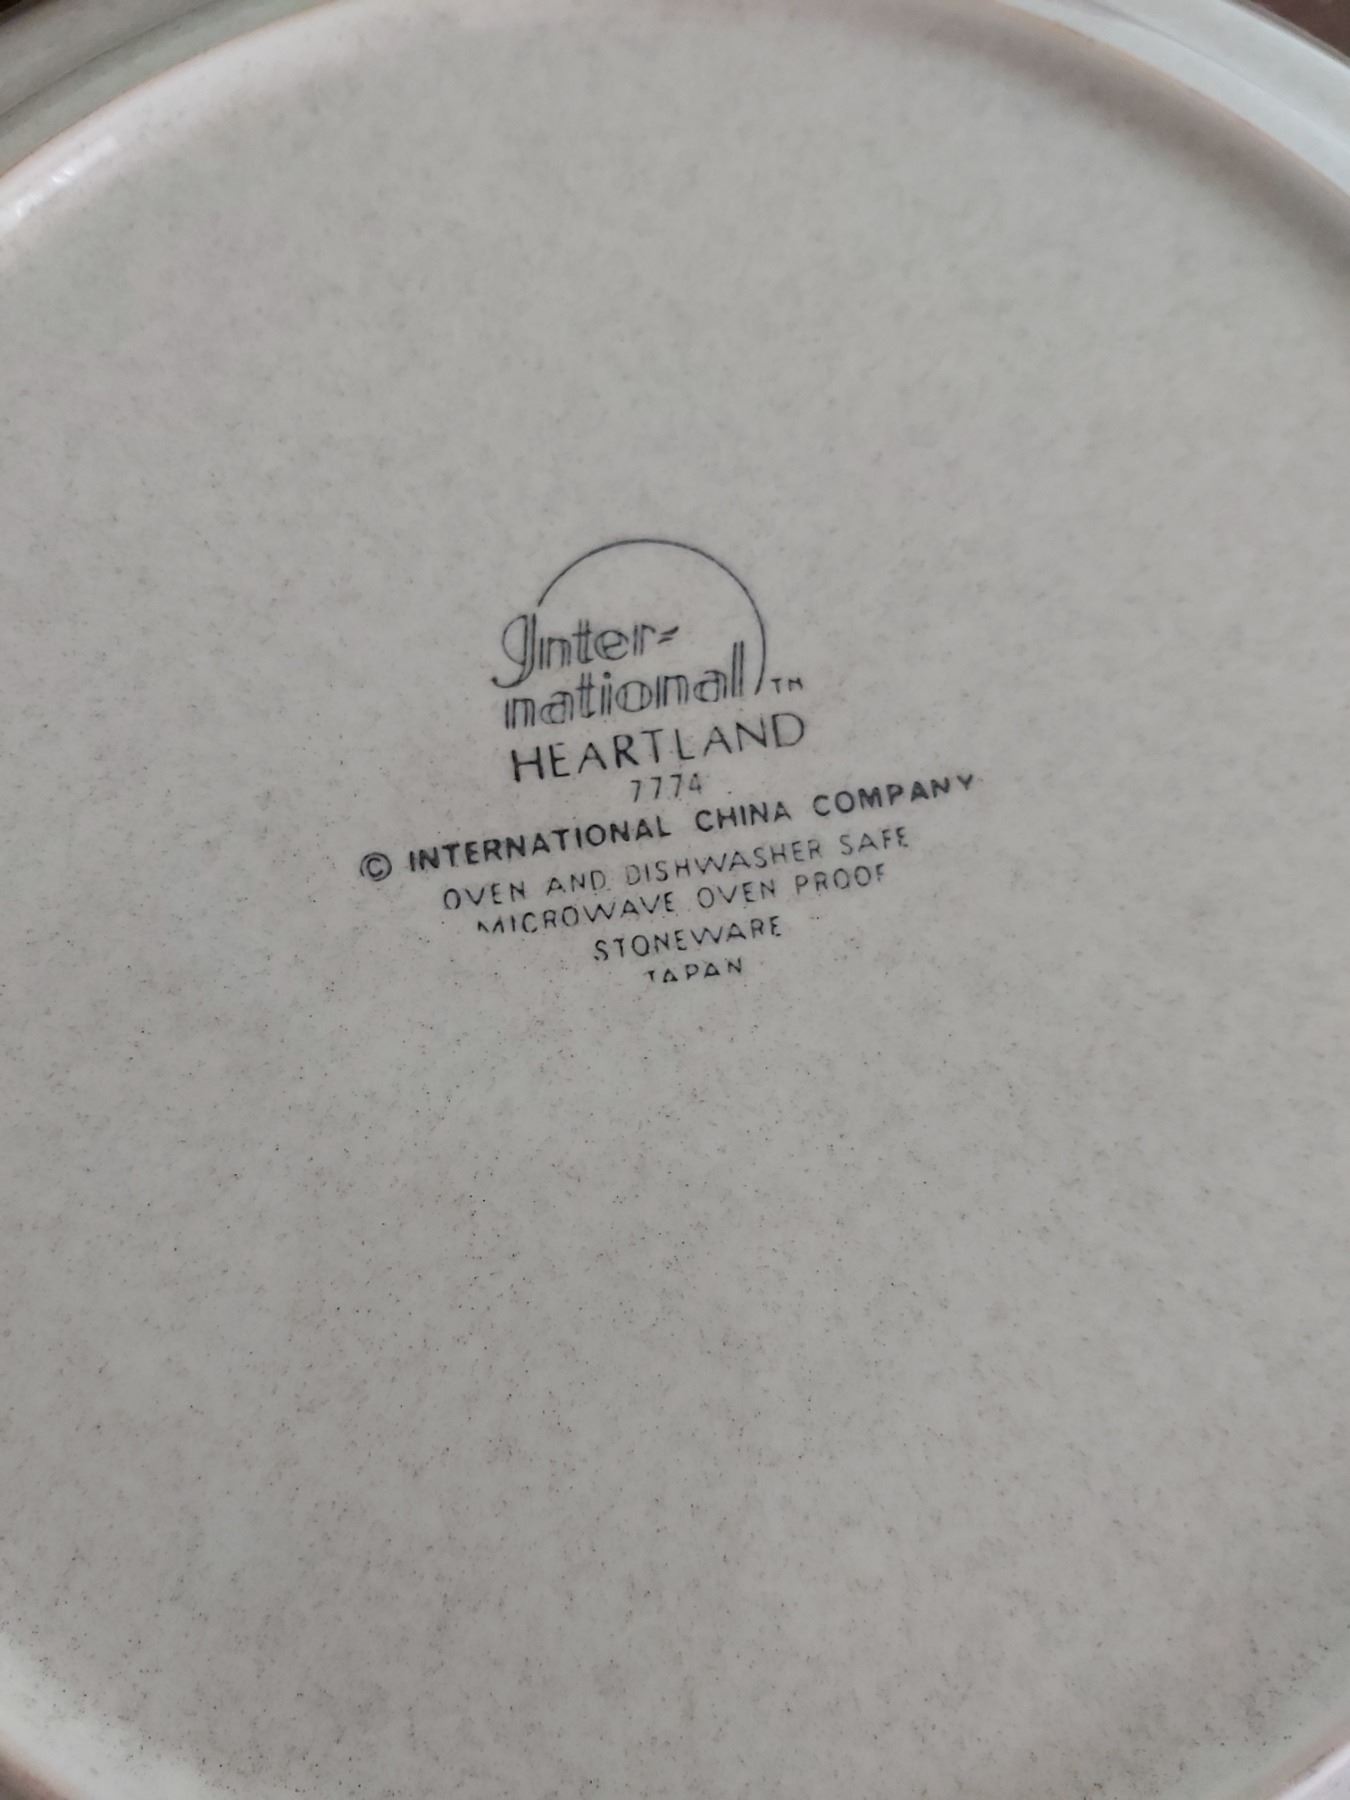 Inter-
national TM
HEARTLAND
7774
© INTERNATIONAL CHINA COMPANY
OVEN AND DISHWASHER SAFE
MICROWAVE OVEN PROOF
STONEWARE
JAPAN